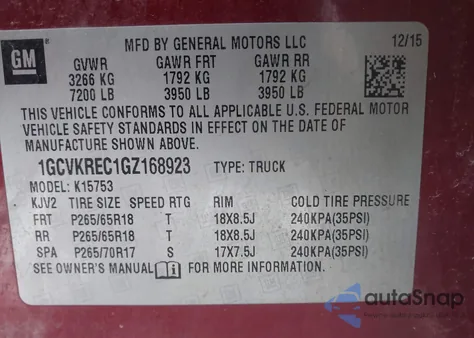 GM
MFD BY GENERAL MOTORS LLC 12/15
GVWR GAWR FRT GAWR RR
3266 KG 1792 KG 1792 KG
7200 LB 3950 LB 3950 LB
THIS VEHICLE CONFORMS TO ALL APPLICABLE U.S. FEDERAL MOTOR
VEHICLE SAFETY STANDARDS IN EFFECT ON THE DATE OF
MANUFACTURE SHOWN ABOVE.
1GCVKREC1GZ168923 TYPE: TRUCK
MODEL: K15753
KJV2 TIRE SIZE SPEED RTG RIM COLD TIRE PRESSURE
FRT P265/65R18 T 18X8.5J 240KPA(35PSI)
RR P265/65R18 T 18X8.5J 240KPA(35PSI)
SPA P265/70R17 S 17X7.5J 240KPA(35PSI)
SEE OWNER'S MANUAL FOR MORE INFORMATION.
autoSnap